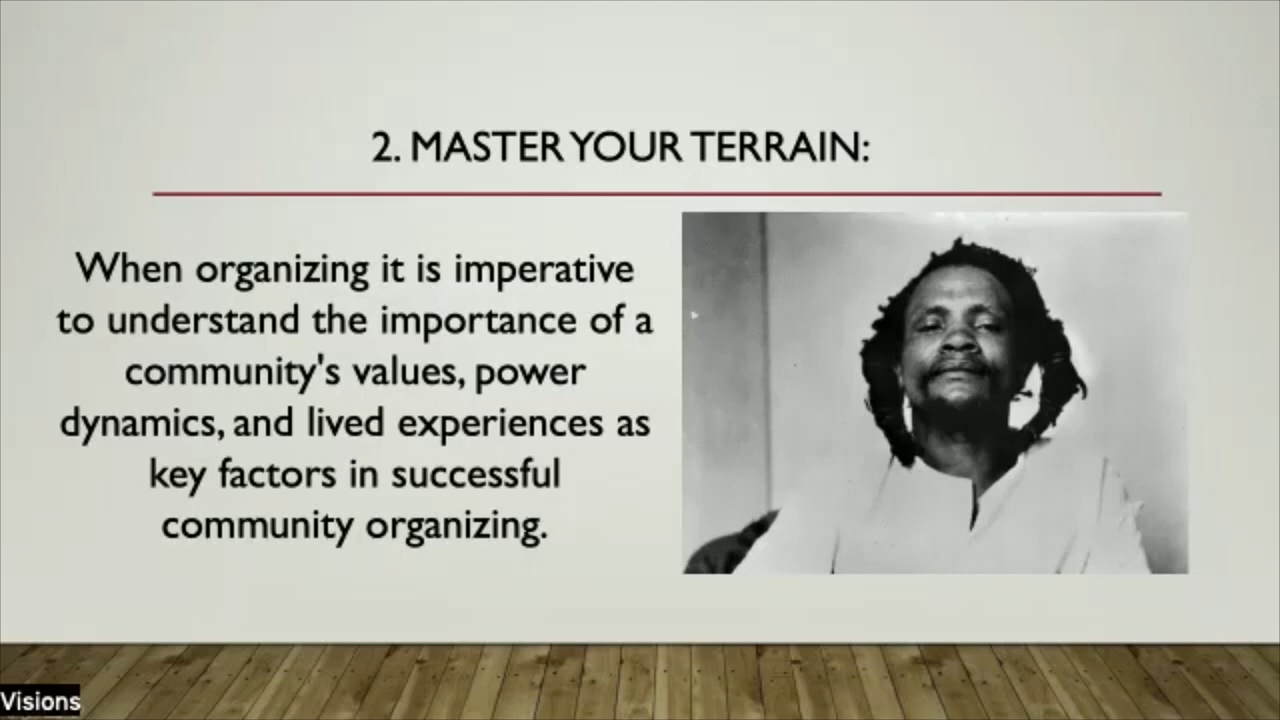 2. MASTER YOUR TERRAIN:
When organizing it is imperative
to understand the importance of a
community's values, power
dynamics, and lived experiences as
key factors in successful
community organizing.
Visions